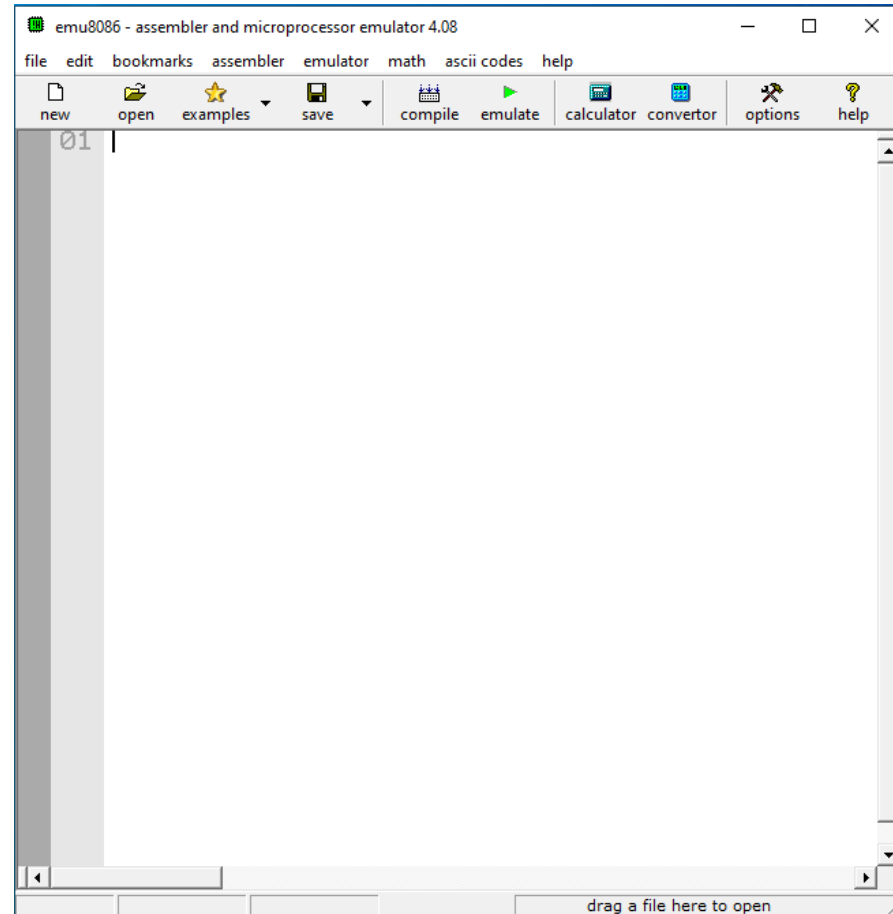 emu8086 - assembler and microprocessor emulator 4.08
file edit bookmarks assembler emulator math ascii codes help
new open examples save compile emulate calculator convertor options help
01
drag a file here to open